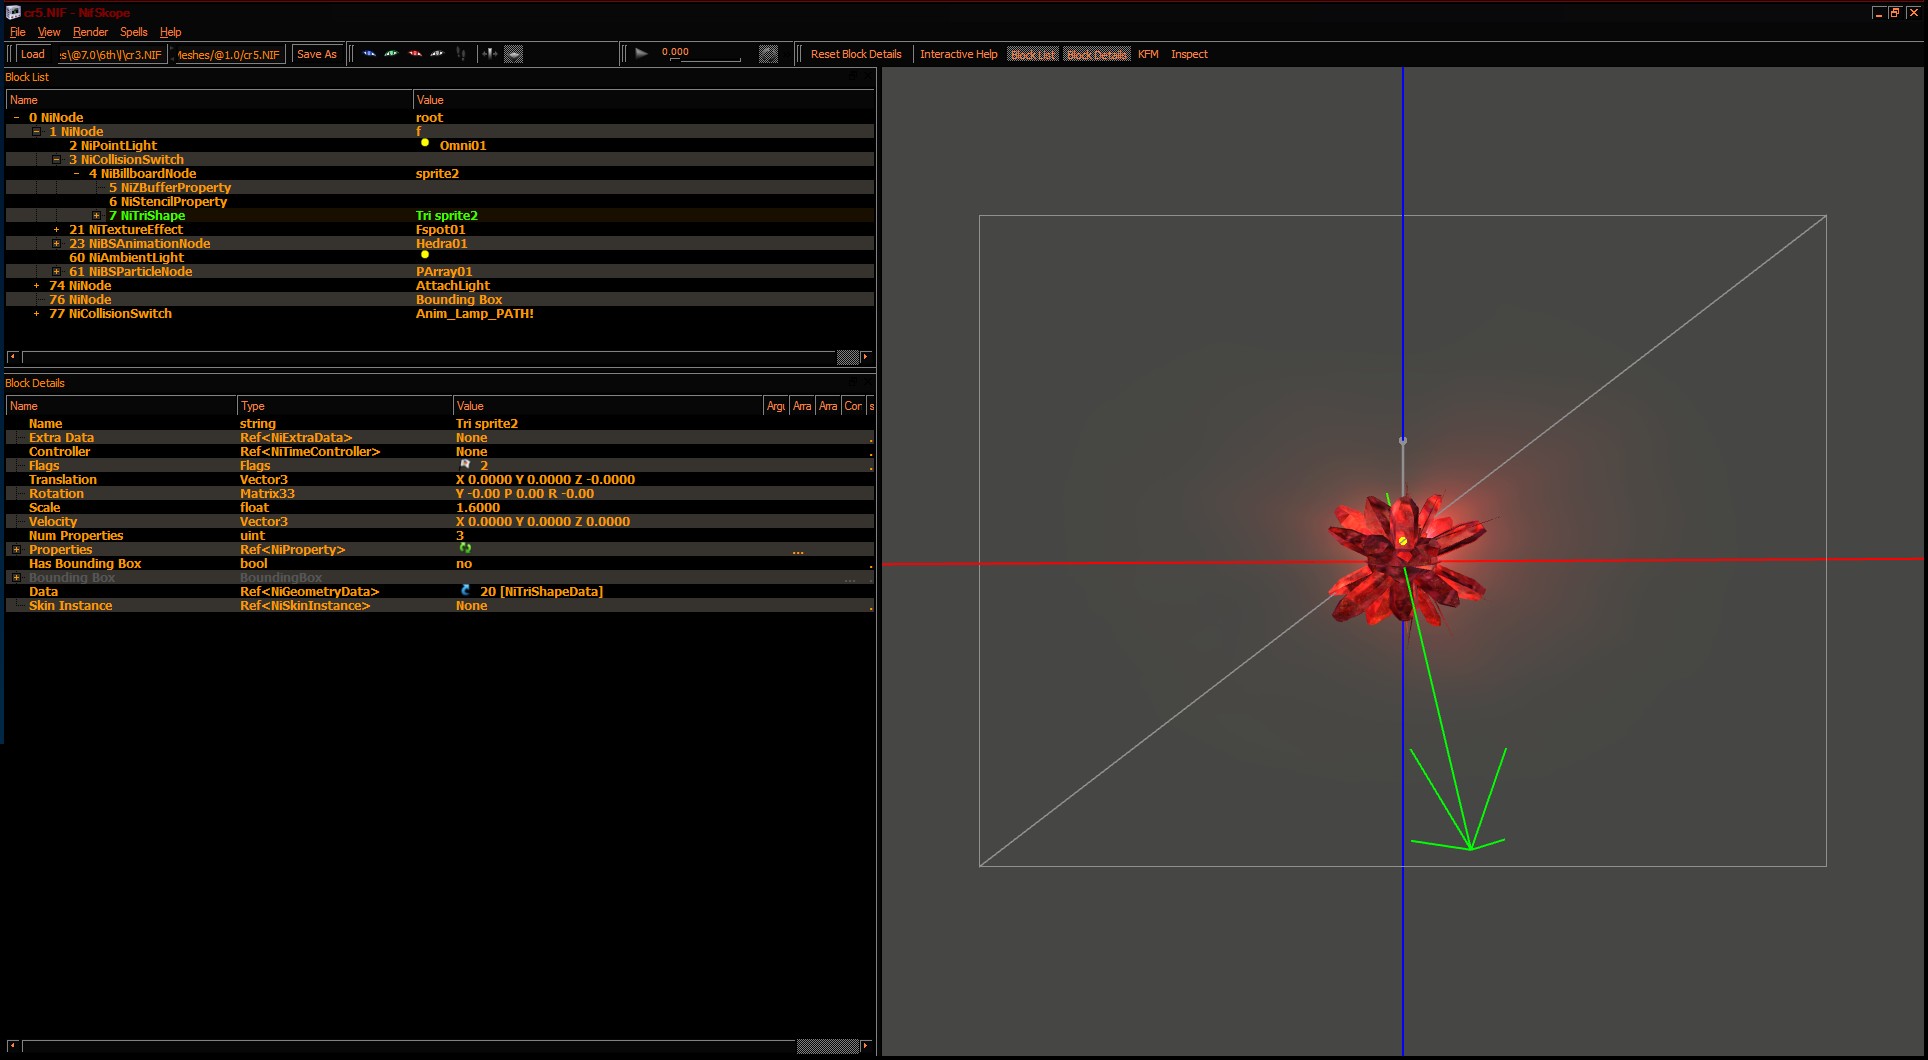 cr5.NIF - NifSkope
File View Render Spells Help
Load s\@7.0\6th\l\cr3.NIF Meshes/@1.0/cr5.NIF Save As 0.000 Reset Block Details Interactive Help Block List Block Details KFM Inspect
Block List
Name Value
0 NiNode root
1 NiNode f
2 NiPointLight Omni01
3 NiCollisionSwitch
4 NiBillboardNode sprite2
5 NiZBufferProperty
6 NiStencilProperty
7 NiTriShape Tri sprite2
21 NiTextureEffect Fspot01
23 NiBSAnimationNode Hedra01
60 NiAmbientLight
61 NiBSParticleNode PArray01
74 NiNode AttachLight
76 NiNode Bounding Box
77 NiCollisionSwitch Anim_Lamp_PATH!
Block Details
Name Type Value Argu Arra Arra Cor s
Name string Tri sprite2
Extra Data Ref<NiExtraData> None
Controller Ref<NiTimeController> None
Flags Flags 2
Translation Vector3 X 0.0000 Y 0.0000 Z -0.0000
Rotation Matrix33 Y -0.00 P 0.00 R -0.00
Scale float 1.6000
Velocity Vector3 X 0.0000 Y 0.0000 Z 0.0000
Num Properties uint 3
Properties Ref<NiProperty> ...
Has Bounding Box bool no
Bounding Box BoundingBox ...
Data Ref<NiGeometryData> 20 [NiTriShapeData]
Skin Instance Ref<NiSkinInstance> None